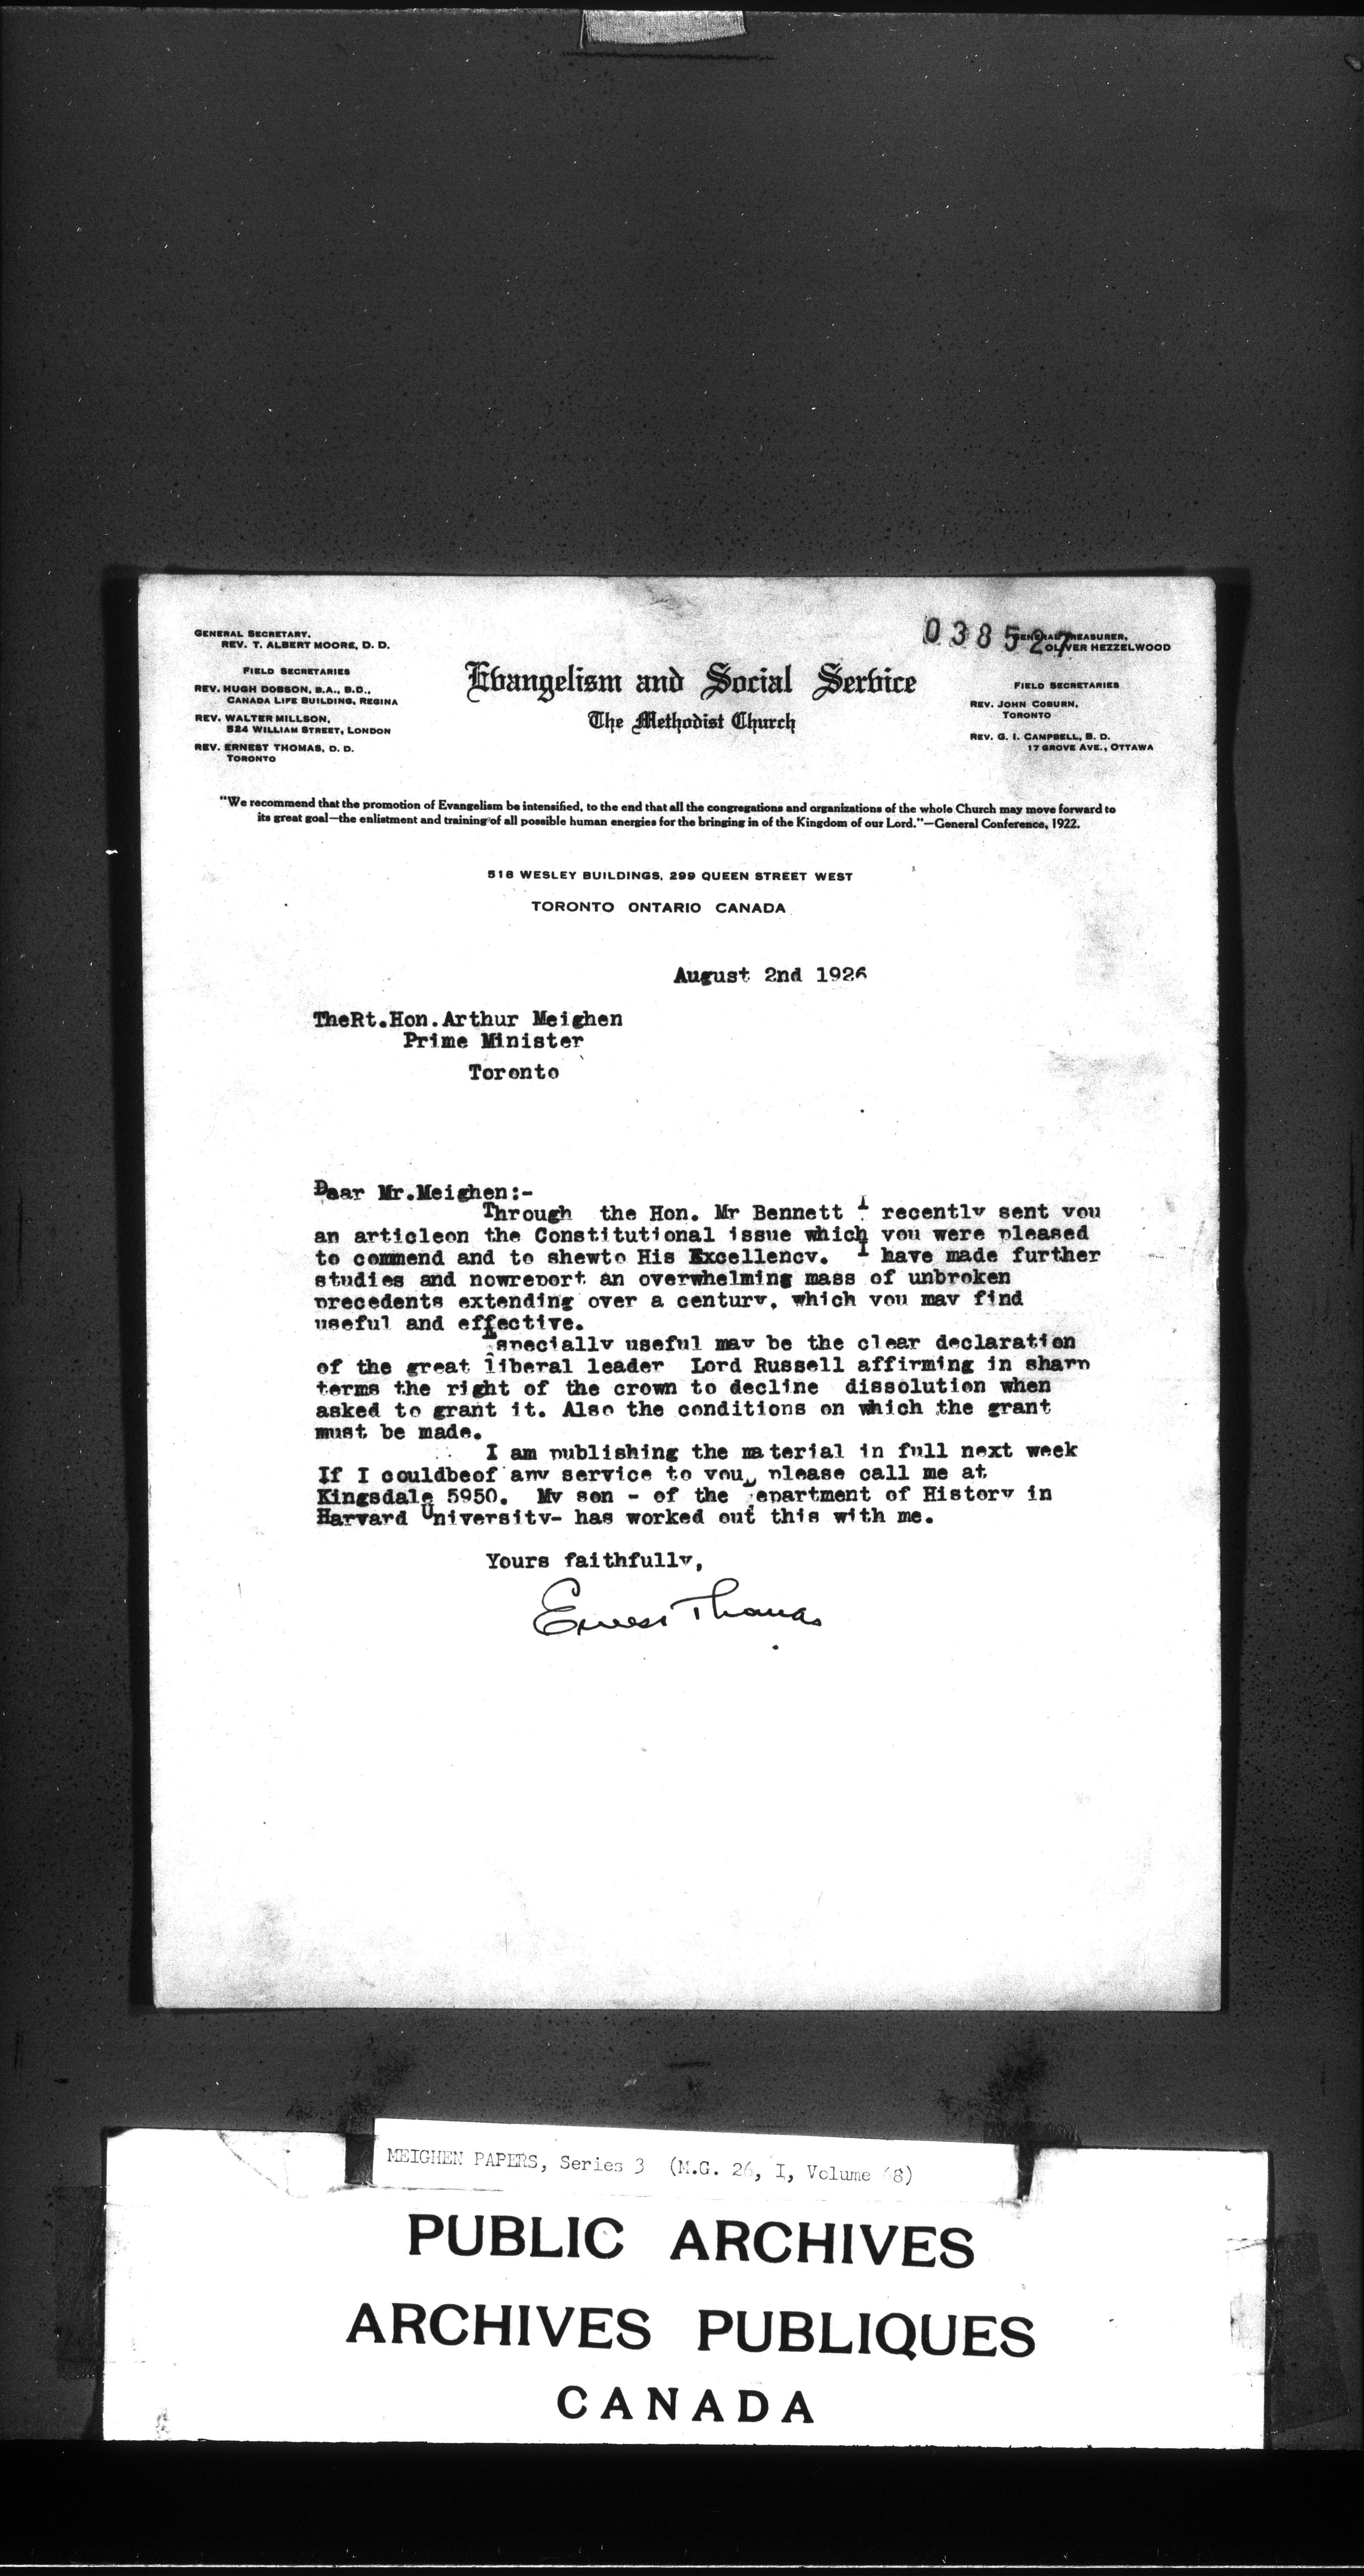 038527
GENERAL SECRETARY,
REV. T. ALBERT MOORE, D. D.
FIELD SECRETARIES
REV. HUGH DOBSON, B.A., B.D.,
CANADA LIFE BUILDING, REGINA
REV. WALTER MILLSON,
524 WILLIAM STREET, LONDON
REV. ERNEST THOMAS, D. D.
TORONTO
Evangelism and Social Service
The Methodist Church
GENERAL TREASURER,
OLIVER HEZZELWOOD
FIELD SECRETARIES
REV. JOHN COBURN,
TORONTO
REV. G. I. CAMPBELL, B. D.
17 GROVE AVE., OTTAWA
"We recommend that the promotion of Evangelism be intensified, to the end that all the congregations and organizations of the whole Church may move forward to
its great goal—the enlistment and training of all possible human energies for the bringing in of the Kingdom of our Lord."—General Conference, 1922.
518 WESLEY BUILDINGS, 299 QUEEN STREET WEST
TORONTO ONTARIO CANADA
August 2nd 1926
TheRt.Hon.Arthur Meighen
Prime Minister
Toronto
Daar Mr.Meighen:-
Through the Hon. Mr Bennett I recently sent you
an articleon the Constitutional issue which you were pleased
to commend and to shewto His Excellency. I have made further
studies and nowreport an overwhelming mass of unbroken
precedents extending over a century, which you may find
useful and effective.
Especially useful may be the clear declaration
of the great liberal leader Lord Russell affirming in sharp
terms the right of the crown to decline dissolution when
asked to grant it. Also the conditions on which the grant
must be made.
I am publishing the material in full next week
If I couldbeof any service to you, please call me at
Kingsdale 5950. My son - of the epartment of History in
Harvard University- has worked out this with me.
Yours faithfully,
Ernest Thomas
MEIGHEN PAPERS, Series 3 (M.G. 26, I, Volume 8)
PUBLIC ARCHIVES
ARCHIVES PUBLIQUES
CANADA